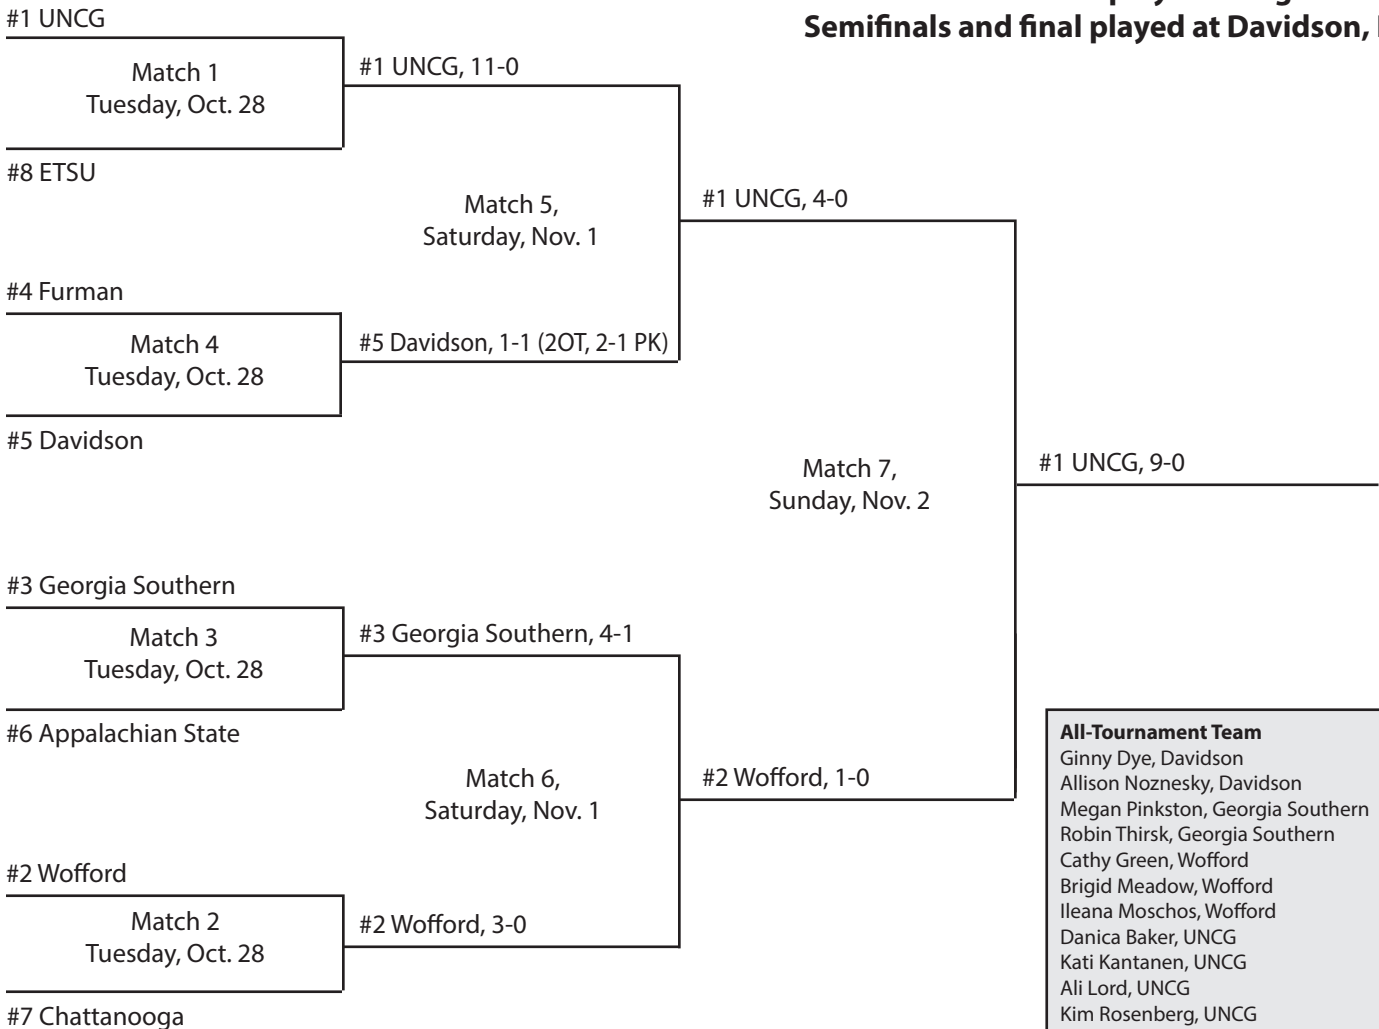 Semifinals and final played at Davidson,
#1 UNCG
Match 1
Tuesday, Oct. 28
#1 UNCG, 11-0
#8 ETSU
Match 5,
Saturday, Nov. 1
#1 UNCG, 4-0
#4 Furman
Match 4
Tuesday, Oct. 28
#5 Davidson, 1-1 (2OT, 2-1 PK)
#5 Davidson
Match 7,
Sunday, Nov. 2
#1 UNCG, 9-0
#3 Georgia Southern
Match 3
Tuesday, Oct. 28
#3 Georgia Southern, 4-1
#6 Appalachian State
Match 6,
Saturday, Nov. 1
#2 Wofford, 1-0
#2 Wofford
Match 2
Tuesday, Oct. 28
#2 Wofford, 3-0
#7 Chattanooga
All-Tournament Team
Ginny Dye, Davidson
Allison Noznesky, Davidson
Megan Pinkston, Georgia Southern
Robin Thirsk, Georgia Southern
Cathy Green, Wofford
Brigid Meadow, Wofford
Ileana Moschos, Wofford
Danica Baker, UNCG
Kati Kantanen, UNCG
Ali Lord, UNCG
Kim Rosenberg, UNCG